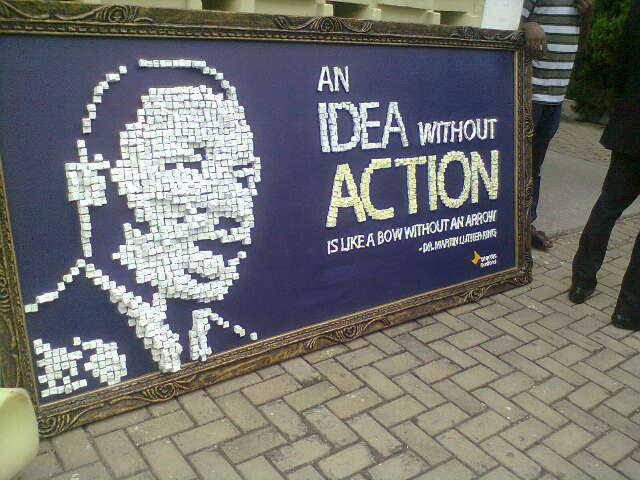 AN
IDEA WITHOUT
ACTION
IS LIKE A BOW WITHOUT AN ARROW
-DR. MARTIN LUTHER KING